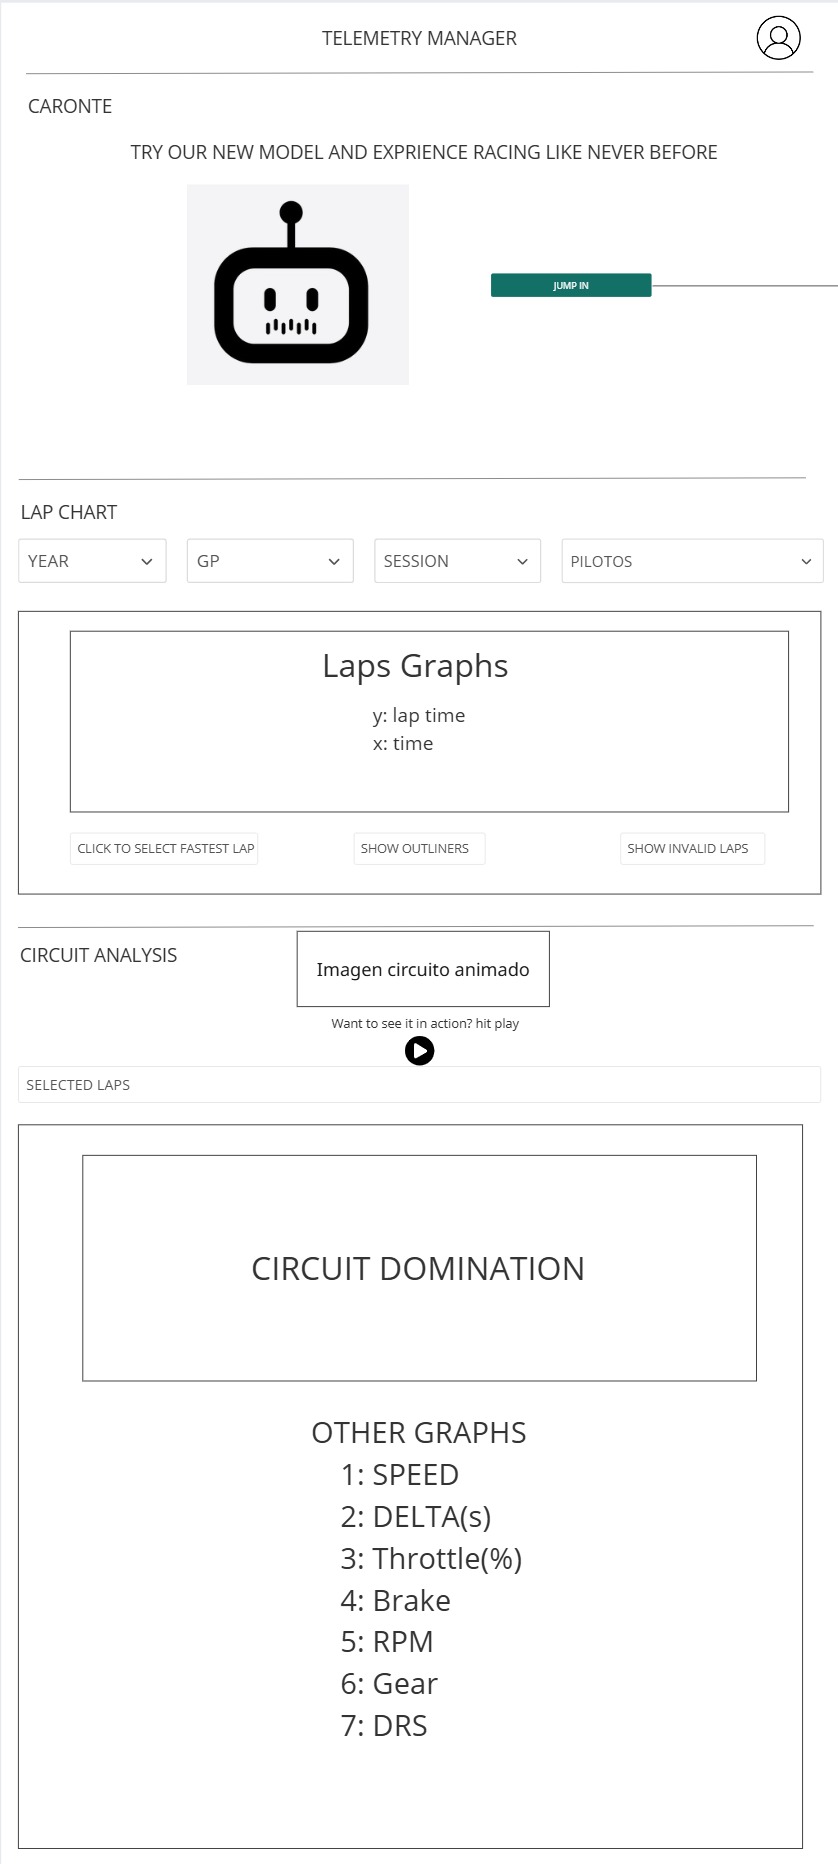 TELEMETRY MANAGER
CARONTE
TRY OUR NEW MODEL AND EXPRIENCE RACING LIKE NEVER BEFORE
JUMP IN
LAP CHART
YEAR
GP
SESSION
PILOTOS
Laps Graphs
y: lap time
x: time
CLICK TO SELECT FASTEST LAP
SHOW OUTLINERS
SHOW INVALID LAPS
CIRCUIT ANALYSIS
Imagen circuito animado
Want to see it in action? hit play
SELECTED LAPS
CIRCUIT DOMINATION
OTHER GRAPHS
1: SPEED
2: DELTA(s)
3: Throttle(%)
4: Brake
5: RPM
6: Gear
7: DRS